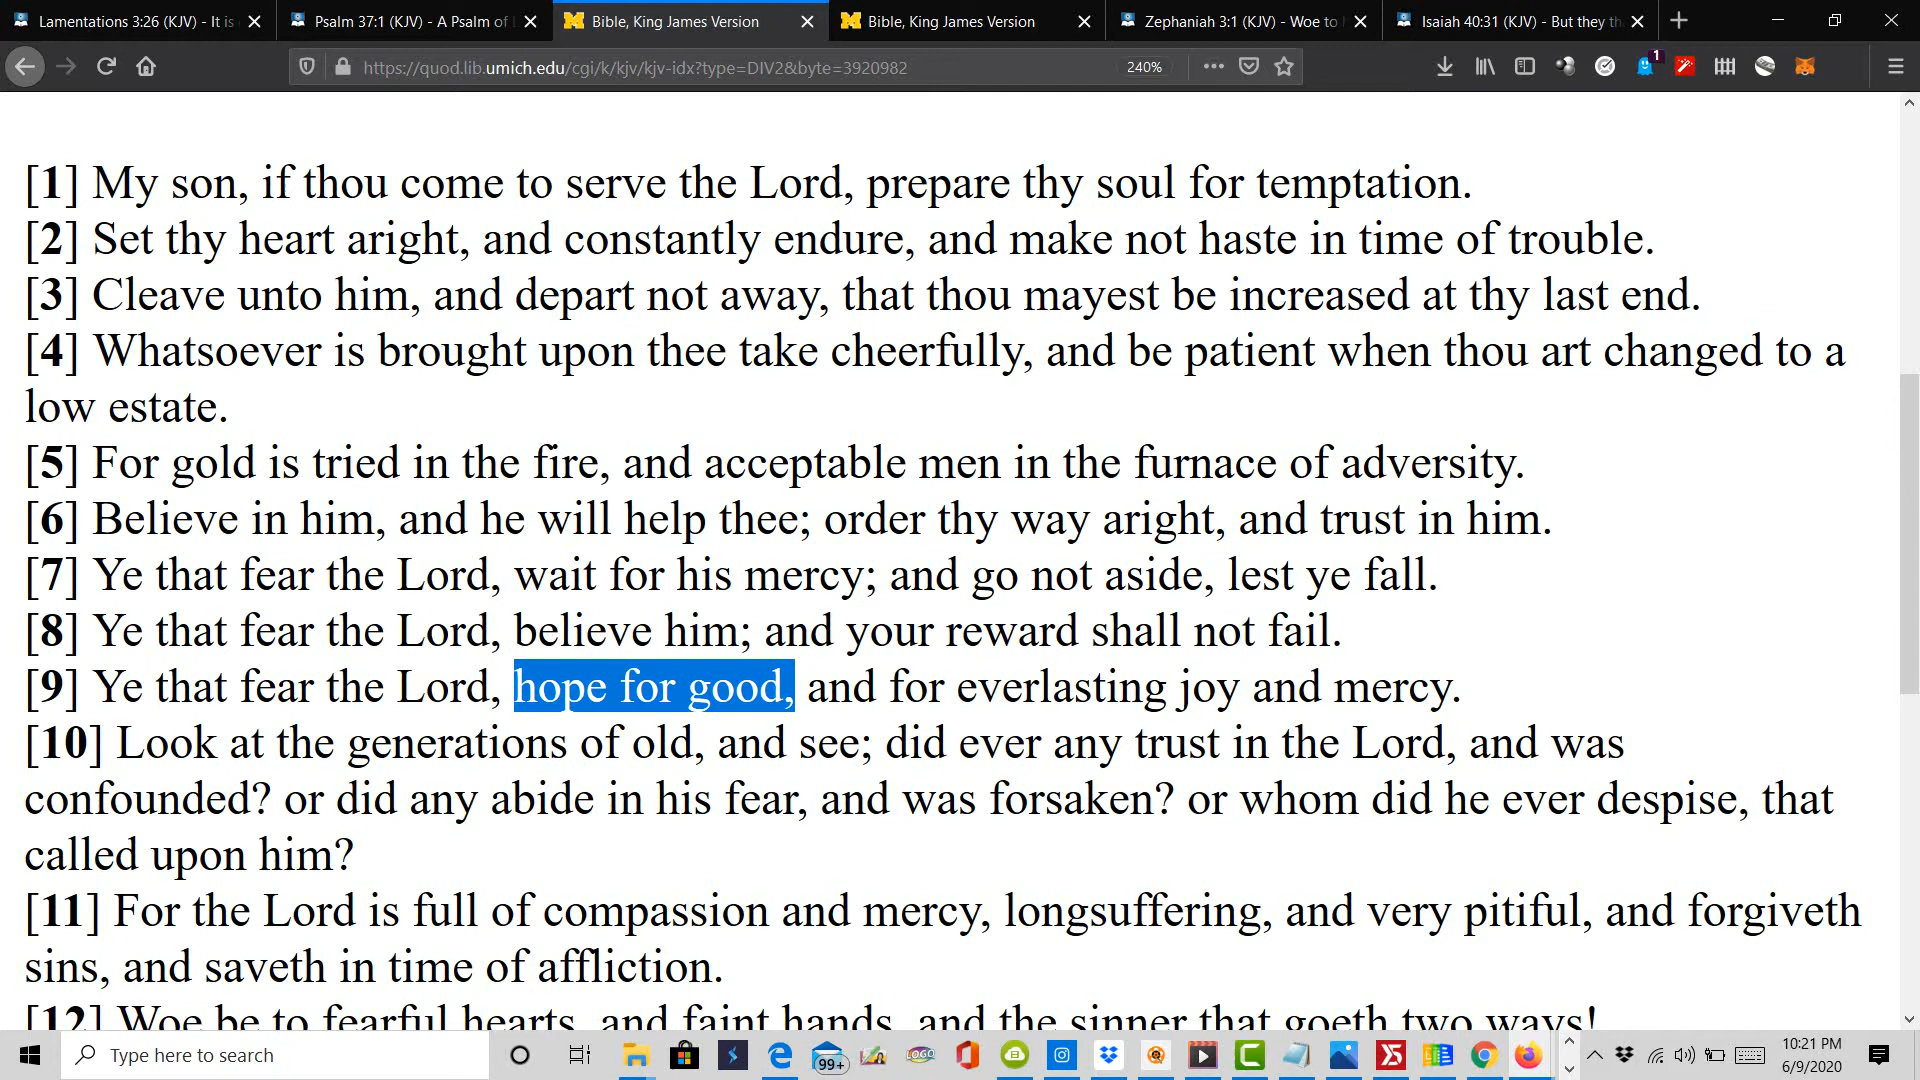 Lamentations 3:26 (KJV) - It is
Psalm 37:1 (KJV) - A Psalm of
Bible, King James Version
Bible, King James Version
Zephaniah 3:1 (KJV) - Woe to
Isaiah 40:31 (KJV) - But they th
https://quod.lib.umich.edu/cgi/k/kjv/kjv-idx?type=DIV2&byte=3920982
240%
1
[1] My son, if thou come to serve the Lord, prepare thy soul for temptation.
[2] Set thy heart aright, and constantly endure, and make not haste in time of trouble.
[3] Cleave unto him, and depart not away, that thou mayest be increased at thy last end.
[4] Whatsoever is brought upon thee take cheerfully, and be patient when thou art changed to a
low estate.
[5] For gold is tried in the fire, and acceptable men in the furnace of adversity.
[6] Believe in him, and he will help thee; order thy way aright, and trust in him.
[7] Ye that fear the Lord, wait for his mercy; and go not aside, lest ye fall.
[8] Ye that fear the Lord, believe him; and your reward shall not fail.
[9] Ye that fear the Lord, hope for good, and for everlasting joy and mercy.
[10] Look at the generations of old, and see; did ever any trust in the Lord, and was
confounded? or did any abide in his fear, and was forsaken? or whom did he ever despise, that
called upon him?
[11] For the Lord is full of compassion and mercy, longsuffering, and very pitiful, and forgiveth
sins, and saveth in time of affliction.
[12] Woe be to fearful hearts, and faint hands, and the sinner that goeth two ways!
Type here to search
99+
LOGO
10:21 PM
6/9/2020